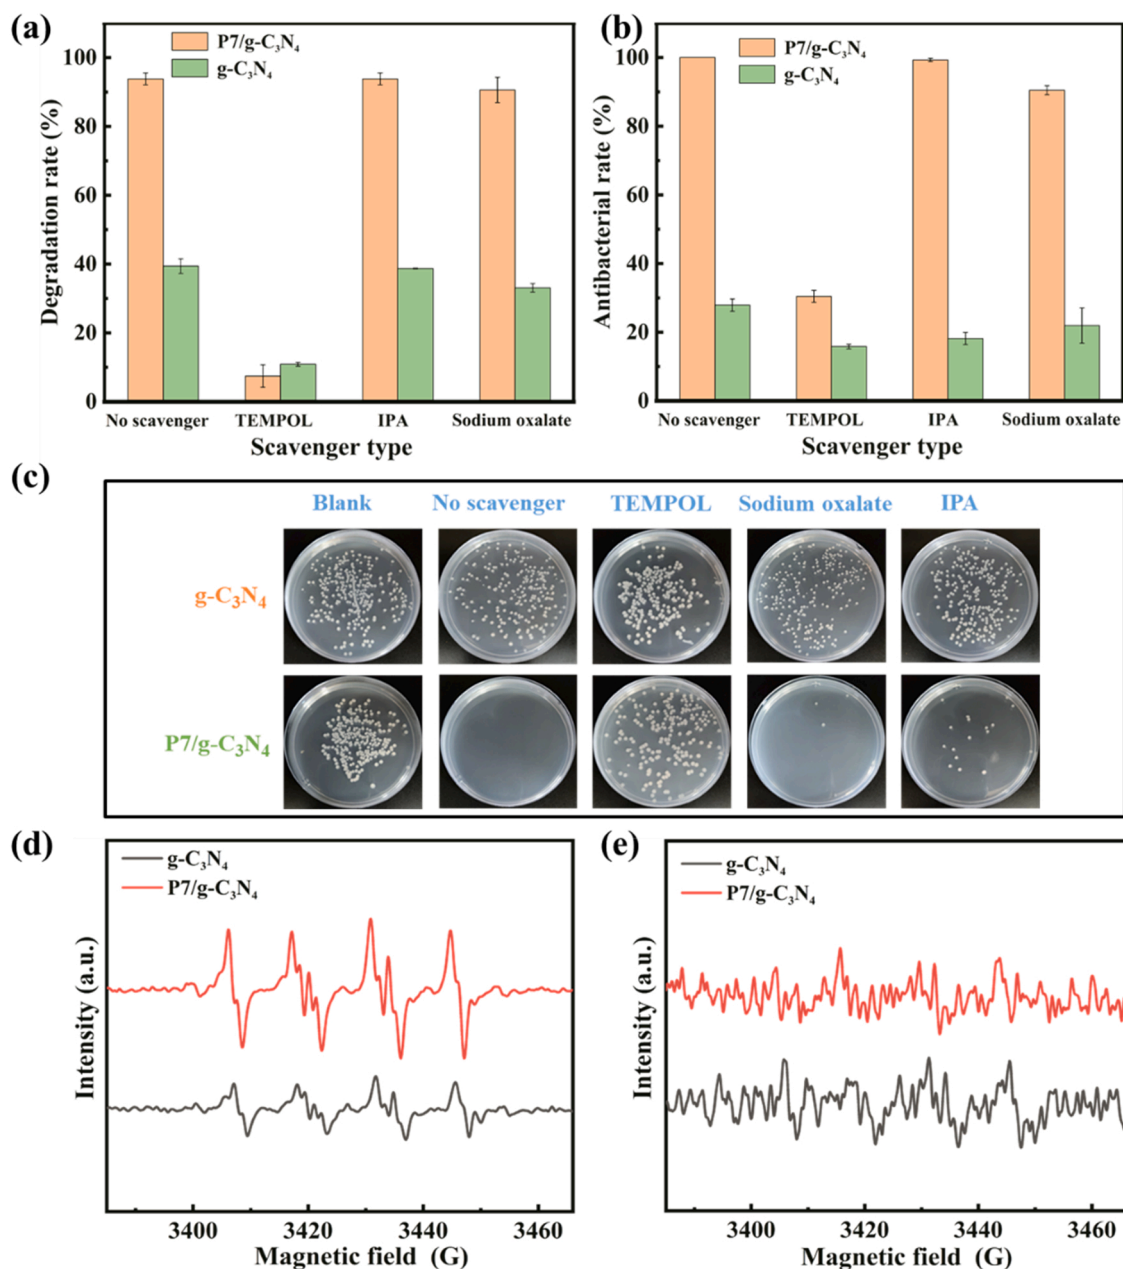 (a)
P7/g-C₃N₄
g-C₃N₄
Degradation rate (%)
100
80
60
40
20
0
No scavenger TEMPOL IPA Sodium oxalate
Scavenger type
(b)
P7/g-C₃N₄
g-C₃N₄
Antibacterial rate (%)
100
80
60
40
20
0
No scavenger TEMPOL IPA Sodium oxalate
Scavenger type
(c)
Blank No scavenger TEMPOL Sodium oxalate IPA
g-C₃N₄
P7/g-C₃N₄
(d)
g-C₃N₄
P7/g-C₃N₄
Intensity (a.u.)
3400 3420 3440 3460
Magnetic field (G)
(e)
g-C₃N₄
P7/g-C₃N₄
Intensity (a.u.)
3400 3420 3440 3460
Magnetic field (G)